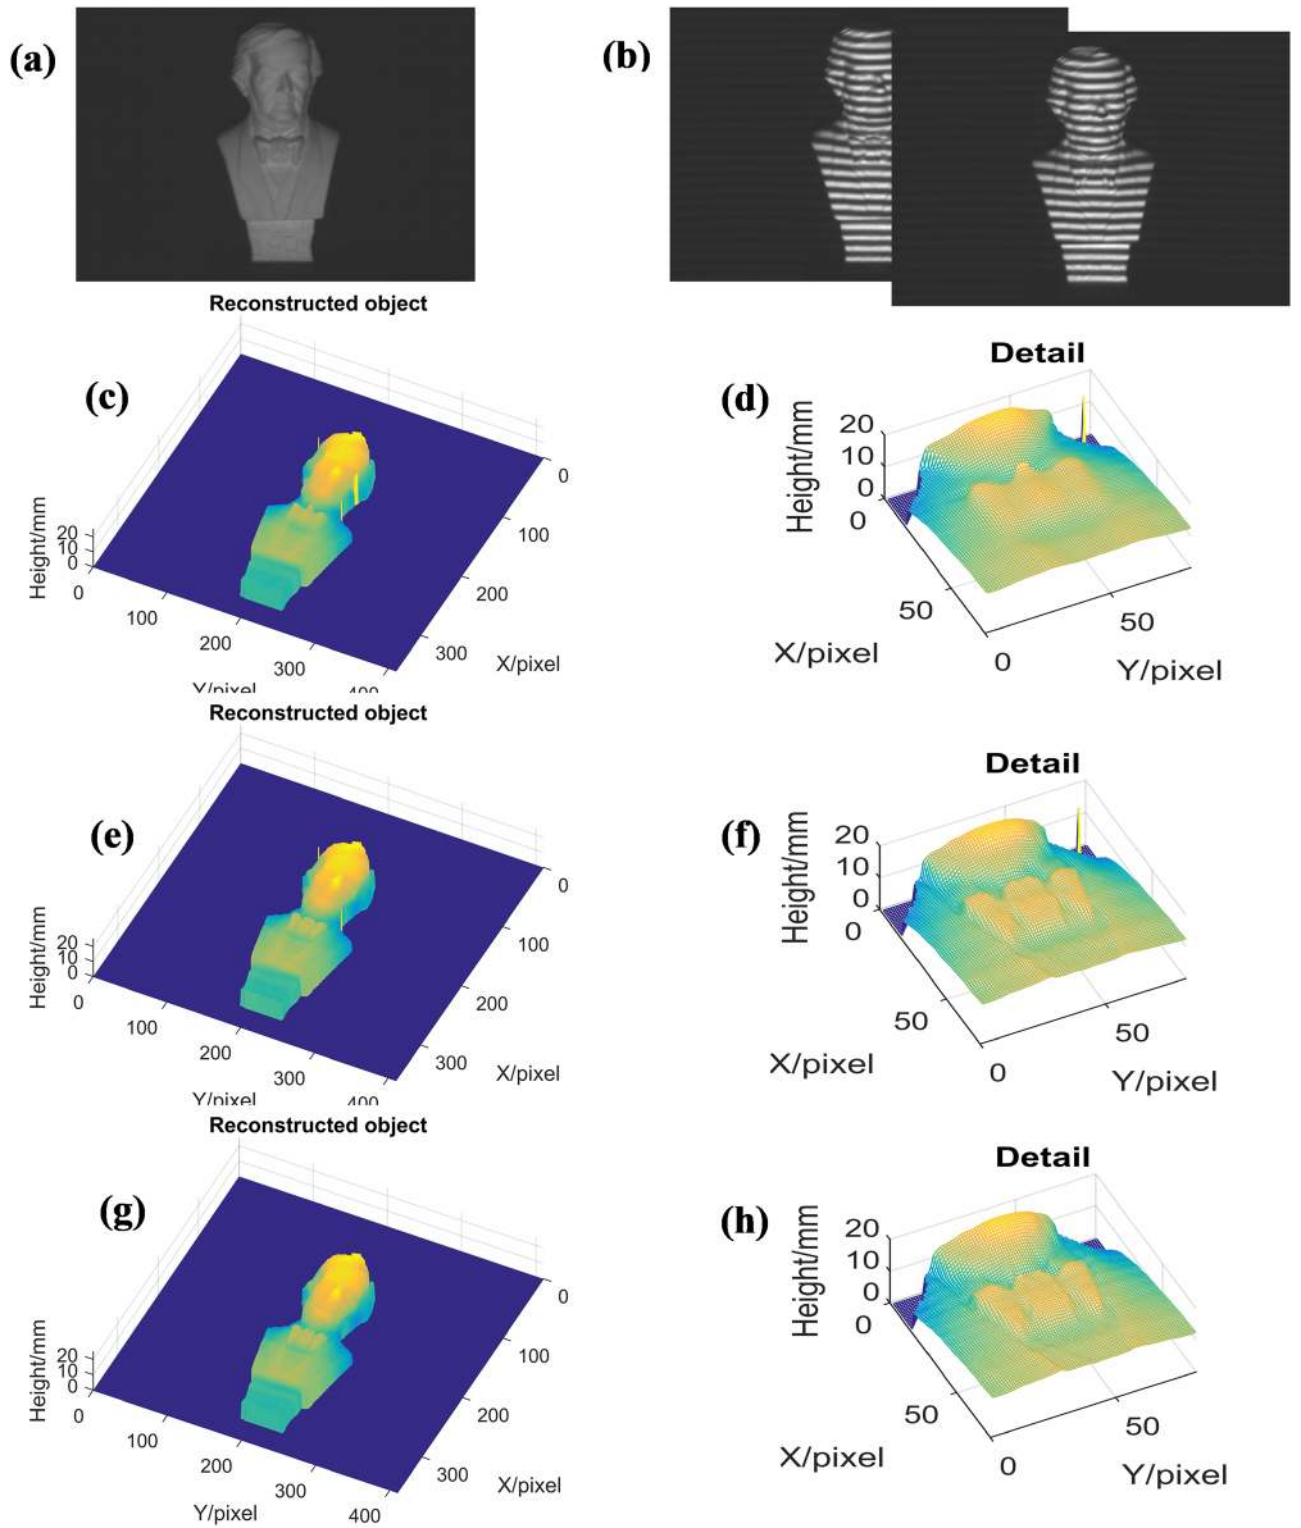 (a)
(b)
Reconstructed object
(c)
Height/mm
20
10
0
0
100
200
300
400
Y/pixel
0
100
200
300
X/pixel
Detail
(d)
Height/mm
20
10
0
0
50
X/pixel
0
50
Y/pixel
Reconstructed object
(e)
Height/mm
20
10
0
0
100
200
300
400
Y/pixel
0
100
200
300
X/pixel
Detail
(f)
Height/mm
20
10
0
0
50
X/pixel
0
50
Y/pixel
Reconstructed object
(g)
Height/mm
20
10
0
0
100
200
300
400
Y/pixel
0
100
200
300
X/pixel
Detail
(h)
Height/mm
20
10
0
0
50
X/pixel
0
50
Y/pixel